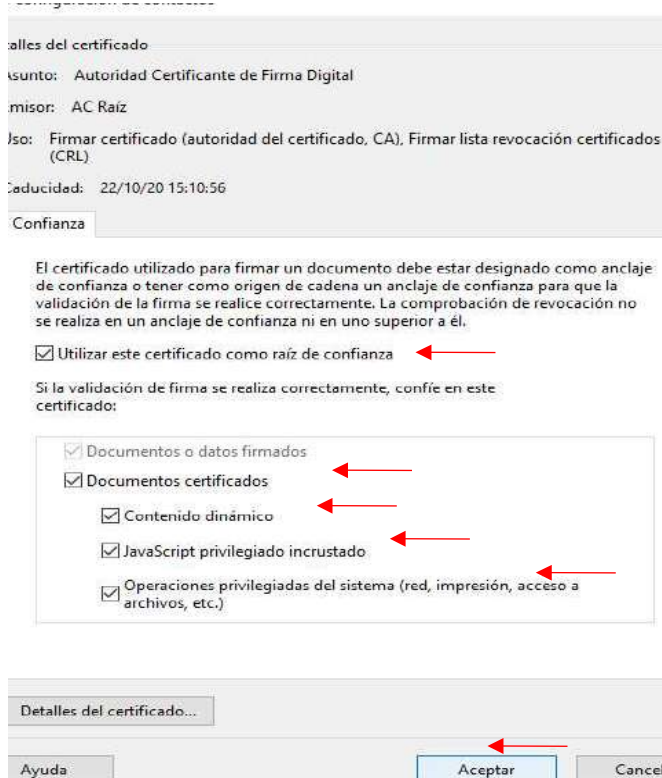 alles del certificado
Asunto: Autoridad Certificante de Firma Digital
misor: AC Raíz
Uso: Firmar certificado (autoridad del certificado, CA), Firmar lista revocación certificados
(CRL)
Caducidad: 22/10/20 15:10:56
Confianza
El certificado utilizado para firmar un documento debe estar designado como anclaje
de confianza o tener como origen de cadena un anclaje de confianza para que la
validación de la firma se realice correctamente. La comprobación de revocación no
se realiza en un anclaje de confianza ni en uno superior a él.
Utilizar este certificado como raíz de confianza
Si la validación de firma se realiza correctamente, confíe en este
certificado:
Documentos o datos firmados
Documentos certificados
Contenido dinámico
JavaScript privilegiado incrustado
Operaciones privilegiadas del sistema (red, impresión, acceso a
archivos, etc.)
Detalles del certificado...
Ayuda Aceptar Cancel